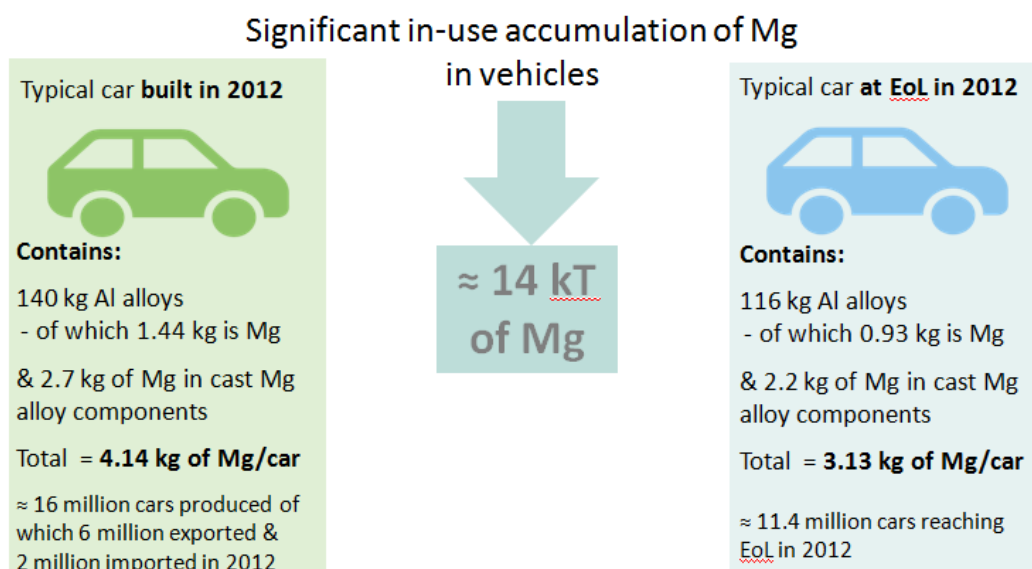 Significant in-use accumulation of Mg
in vehicles
Typical car built in 2012
Contains:
140 kg Al alloys
- of which 1.44 kg is Mg
& 2.7 kg of Mg in cast Mg
alloy components
Total = 4.14 kg of Mg/car
≈ 16 million cars produced of
which 6 million exported &
2 million imported in 2012
≈ 14 kT
of Mg
Typical car at EoL in 2012
Contains:
116 kg Al alloys
- of which 0.93 kg is Mg
& 2.2 kg of Mg in cast Mg
alloy components
Total = 3.13 kg of Mg/car
≈ 11.4 million cars reaching
EoL in 2012